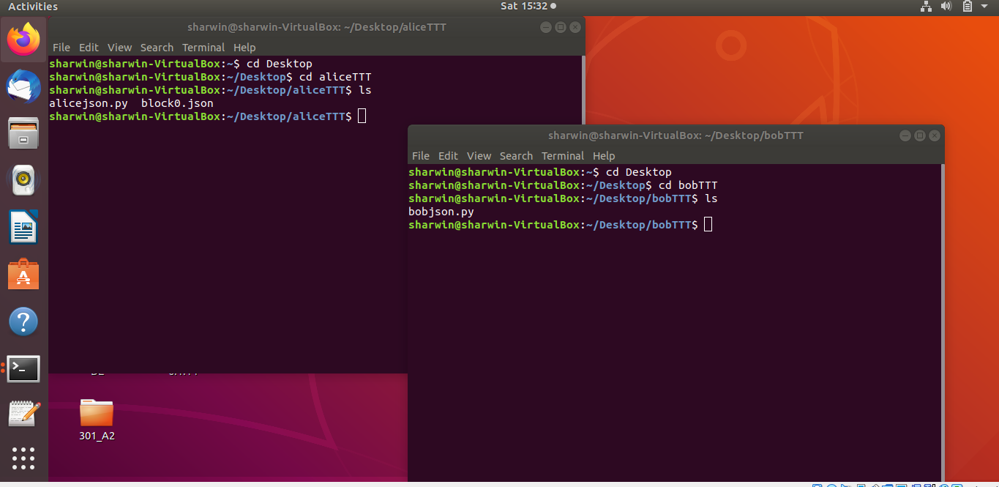 Activities
Sat 15:32
sharwin@sharwin-VirtualBox: ~/Desktop/aliceTTT
File Edit View Search Terminal Help
sharwin@sharwin-VirtualBox:~$ cd Desktop
sharwin@sharwin-VirtualBox:~/Desktop$ cd aliceTTT
sharwin@sharwin-VirtualBox:~/Desktop/aliceTTT$ ls
alicejson.py  block0.json
sharwin@sharwin-VirtualBox:~/Desktop/aliceTTT$
sharwin@sharwin-VirtualBox: ~/Desktop/bobTTT
File Edit View Search Terminal Help
sharwin@sharwin-VirtualBox:~$ cd Desktop
sharwin@sharwin-VirtualBox:~/Desktop$ cd bobTTT
sharwin@sharwin-VirtualBox:~/Desktop/bobTTT$ ls
bobjson.py
sharwin@sharwin-VirtualBox:~/Desktop/bobTTT$
301_A2